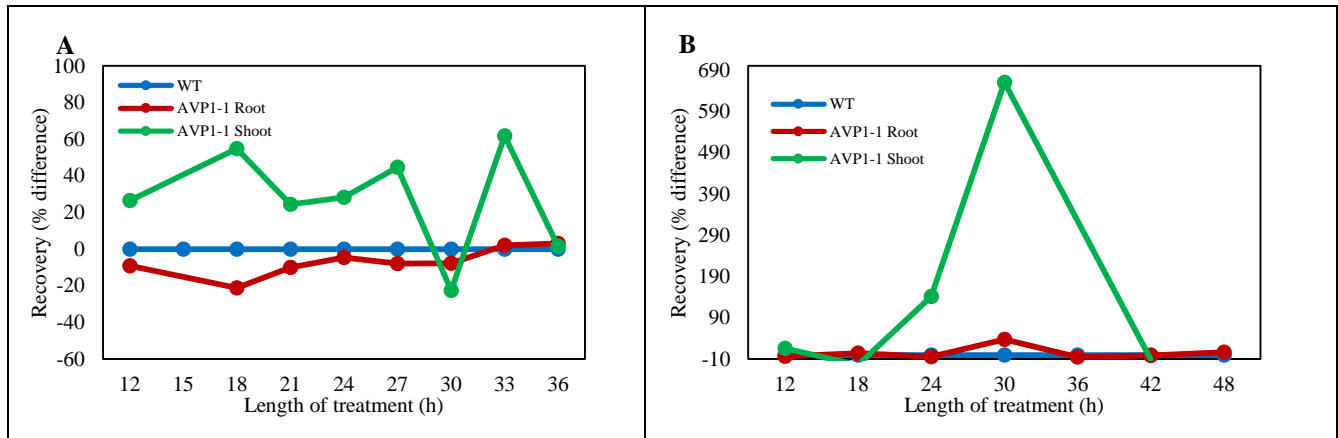 A
Recovery (% difference)
100
80
60
40
20
0
-20
-40
-60
WT
AVP1-1 Root
AVP1-1 Shoot
12 15 18 21 24 27 30 33 36
Length of treatment (h)
B
Recovery (% difference)
690
590
490
390
290
190
90
-10
WT
AVP1-1 Root
AVP1-1 Shoot
12 18 24 30 36 42 48
Length of treatment (h)